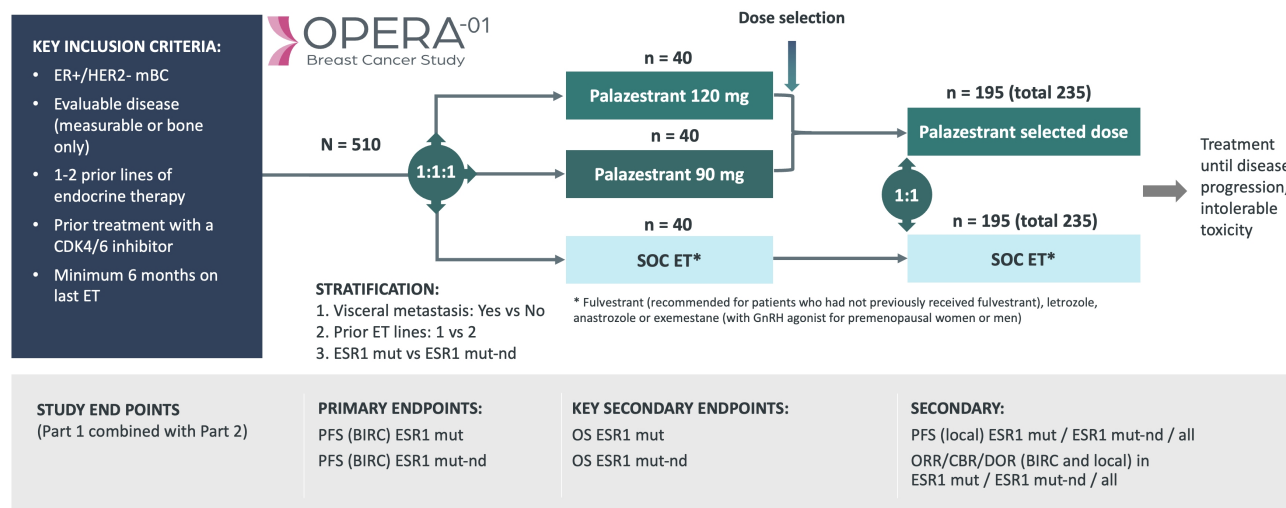 KEY INCLUSION CRITERIA:
• ER+/HER2- mBC
• Evaluable disease
(measurable or bone
only)
• 1-2 prior lines of
endocrine therapy
• Prior treatment with a
CDK4/6 inhibitor
• Minimum 6 months on
last ET
OPERA-01
Breast Cancer Study
N = 510
1:1:1
STRATIFICATION:
1. Visceral metastasis: Yes vs No
2. Prior ET lines: 1 vs 2
3. ESR1 mut vs ESR1 mut-nd
Dose selection
n = 40
Palazestrant 120 mg
n = 40
Palazestrant 90 mg
n = 40
SOC ET*
n = 195 (total 235)
Palazestrant selected dose
1:1
n = 195 (total 235)
SOC ET*
* Fulvestrant (recommended for patients who had not previously received fulvestrant), letrozole,
anastrozole or exemestane (with GnRH agonist for premenopausal women or men)
Treatment
until disease
progression,
intolerable
toxicity
STUDY END POINTS
(Part 1 combined with Part 2)
PRIMARY ENDPOINTS:
PFS (BIRC) ESR1 mut
PFS (BIRC) ESR1 mut-nd
KEY SECONDARY ENDPOINTS:
OS ESR1 mut
OS ESR1 mut-nd
SECONDARY:
PFS (local) ESR1 mut / ESR1 mut-nd / all
ORR/CBR/DOR (BIRC and local) in
ESR1 mut / ESR1 mut-nd / all